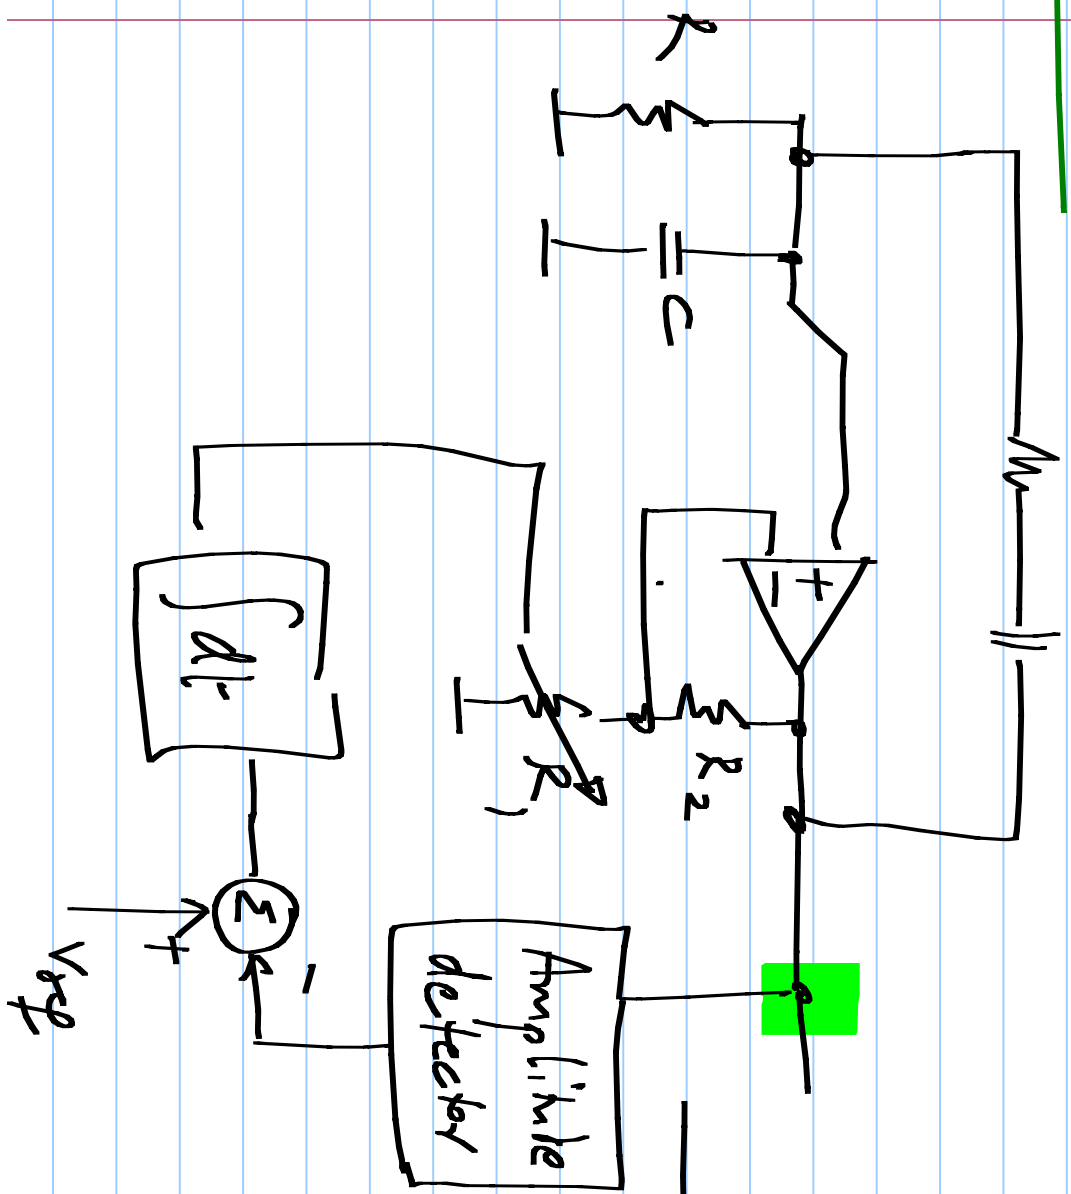 R
C
+
−
R2
R1
∫ dt
Σ
+
-
Vref
Amplitude
detector